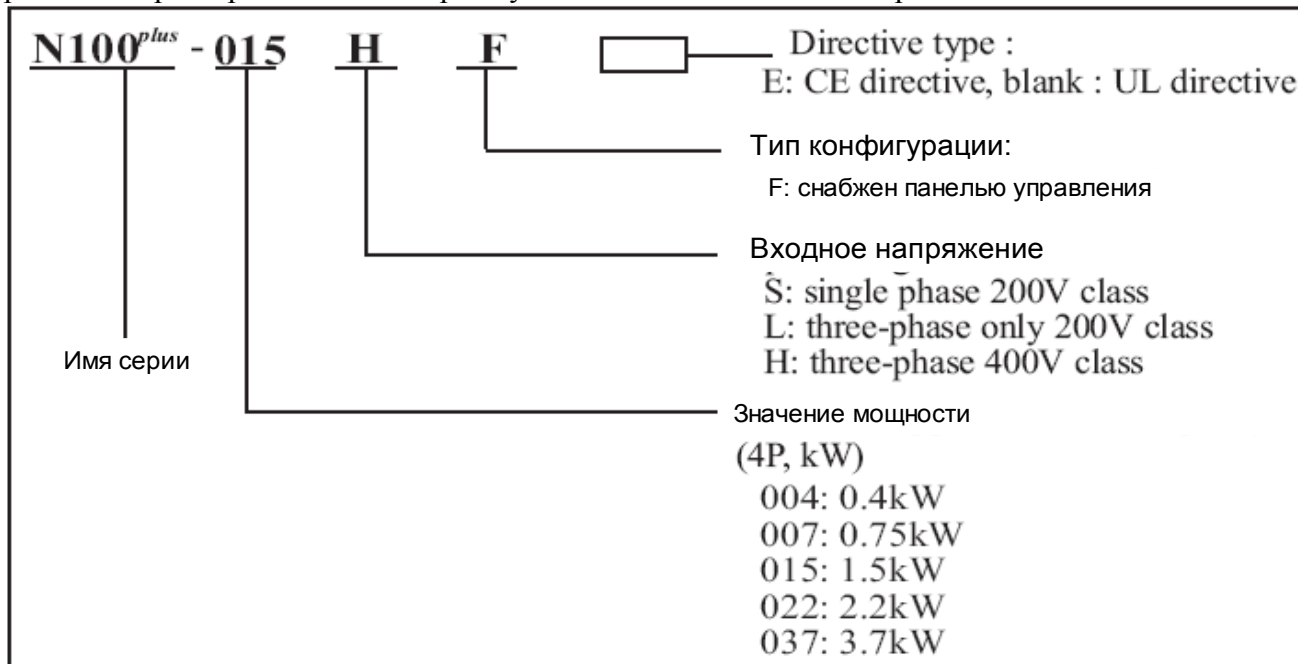 N100plus - 015 H F
Directive type :
E: CE directive, blank : UL directive
Тип конфигурации:
F: снабжен панелью управления
Входное напряжение
S: single phase 200V class
L: three-phase only 200V class
H: three-phase 400V class
Имя серии
Значение мощности
(4P, kW)
004: 0.4kW
007: 0.75kW
015: 1.5kW
022: 2.2kW
037: 3.7kW